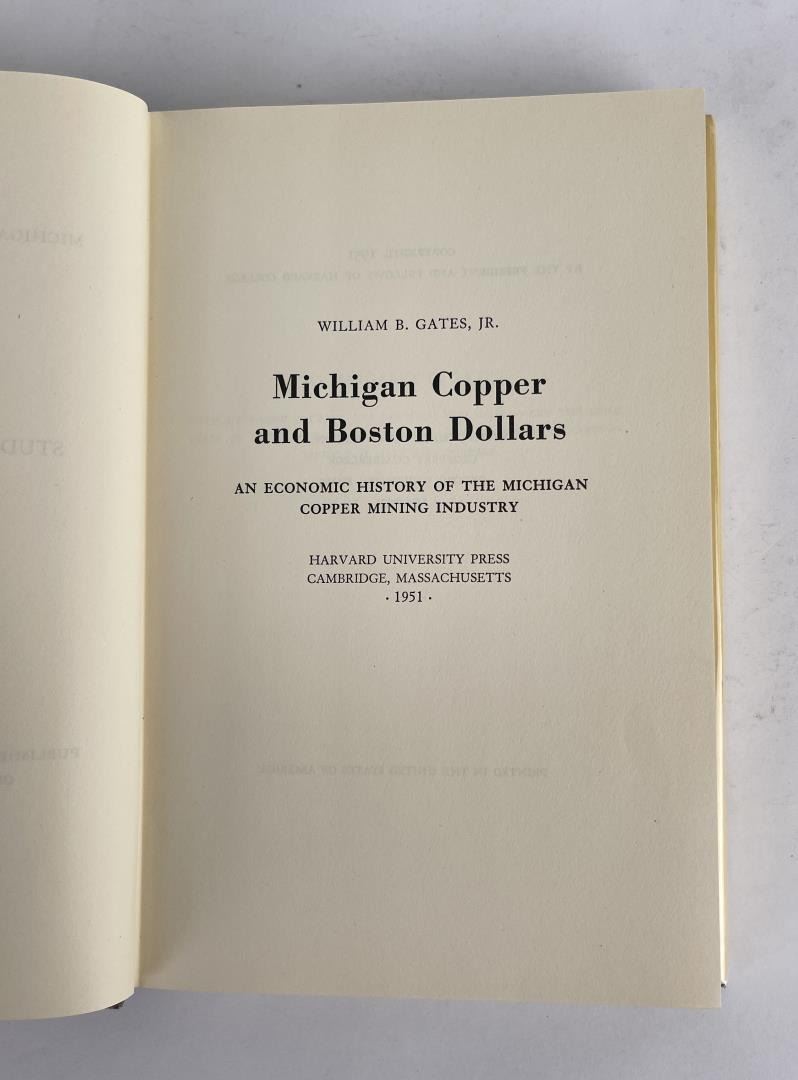 WILLIAM B. GATES, JR.
Michigan Copper
and Boston Dollars
AN ECONOMIC HISTORY OF THE MICHIGAN
COPPER MINING INDUSTRY
HARVARD UNIVERSITY PRESS
CAMBRIDGE, MASSACHUSETTS
· 1951 ·